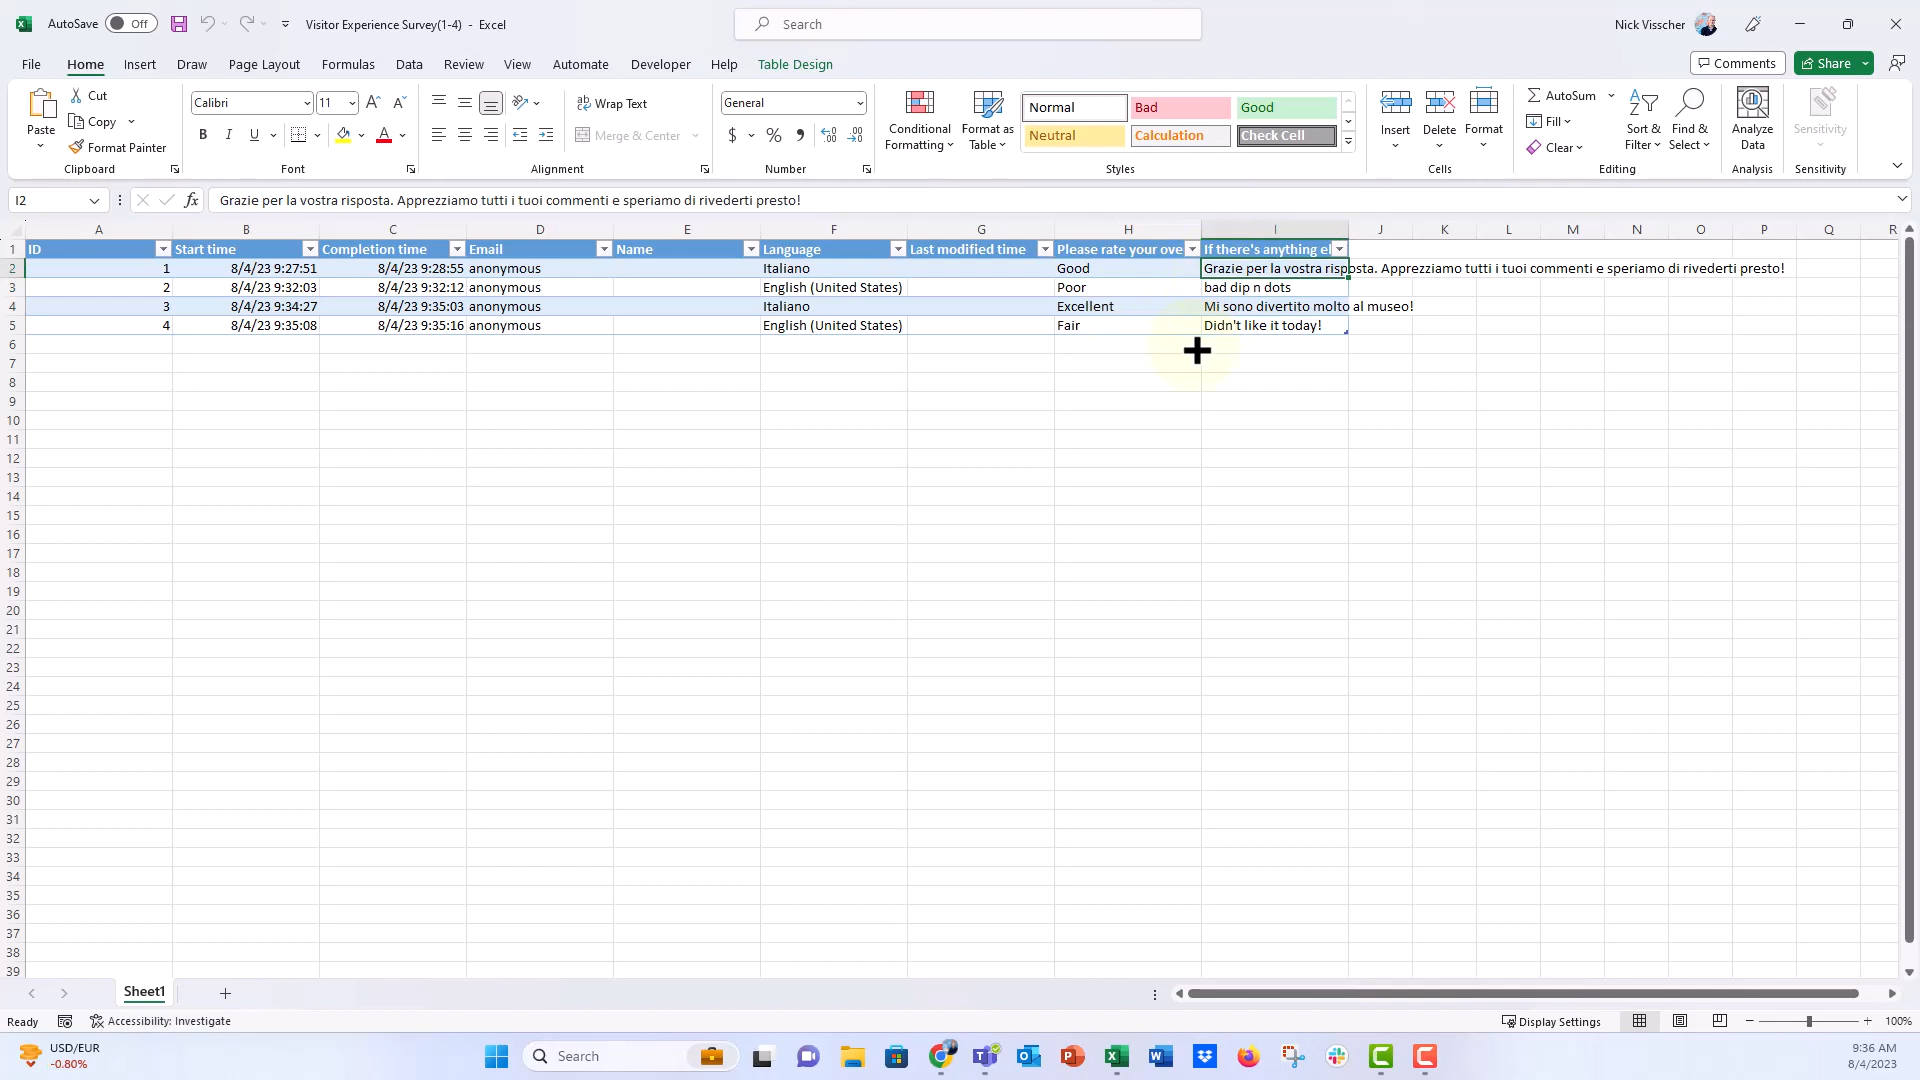 AutoSave Off Visitor Experience Survey(1-4) - Excel Search Nick Visscher
File Home Insert Draw Page Layout Formulas Data Review View Automate Developer Help Table Design Comments Share
Paste Cut Copy Format Painter Clipboard
Calibri 11 A A B I U A Font
Wrap Text Merge & Center Alignment
General $ % , Number
Conditional Formatting Format as Table Normal Bad Good Neutral Calculation Check Cell Styles
Insert Delete Format Cells
AutoSum Fill Clear Sort & Filter Find & Select Editing
Analyze Data Analysis
Sensitivity Sensitivity
I2 fx Grazie per la vostra risposta. Apprezziamo tutti i tuoi commenti e speriamo di rivederti presto!
A B C D E F G H I J K L M N O P Q R
1 ID Start time Completion time Email Name Language Last modified time Please rate your ove If there's anything el
2 1 8/4/23 9:27:51 8/4/23 9:28:55 anonymous Italiano Good Grazie per la vostra risposta. Apprezziamo tutti i tuoi commenti e speriamo di rivederti presto!
3 2 8/4/23 9:32:03 8/4/23 9:32:12 anonymous English (United States) Poor bad dip n dots
4 3 8/4/23 9:34:27 8/4/23 9:35:03 anonymous Italiano Excellent Mi sono divertito molto al museo!
5 4 8/4/23 9:35:08 8/4/23 9:35:16 anonymous English (United States) Fair Didn't like it today!
6
7
8
9
10
11
12
13
14
15
16
17
18
19
20
21
22
23
24
25
26
27
28
29
30
31
32
33
34
35
36
37
38
39
Sheet1
Ready Accessibility: Investigate Display Settings 100%
USD/EUR
-0.80%
Search
9:36 AM
8/4/2023